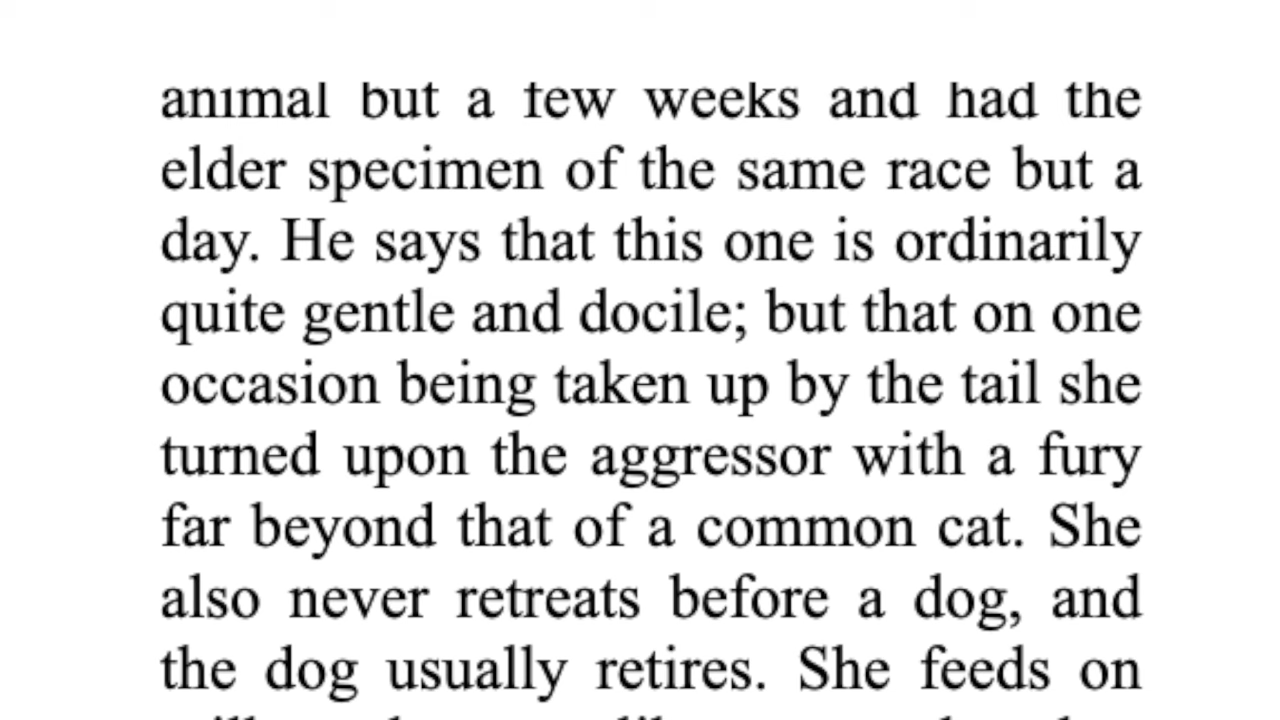 animal but a few weeks and had the
elder specimen of the same race but a
day. He says that this one is ordinarily
quite gentle and docile; but that on one
occasion being taken up by the tail she
turned upon the aggressor with a fury
far beyond that of a common cat. She
also never retreats before a dog, and
the dog usually retires. She feeds on